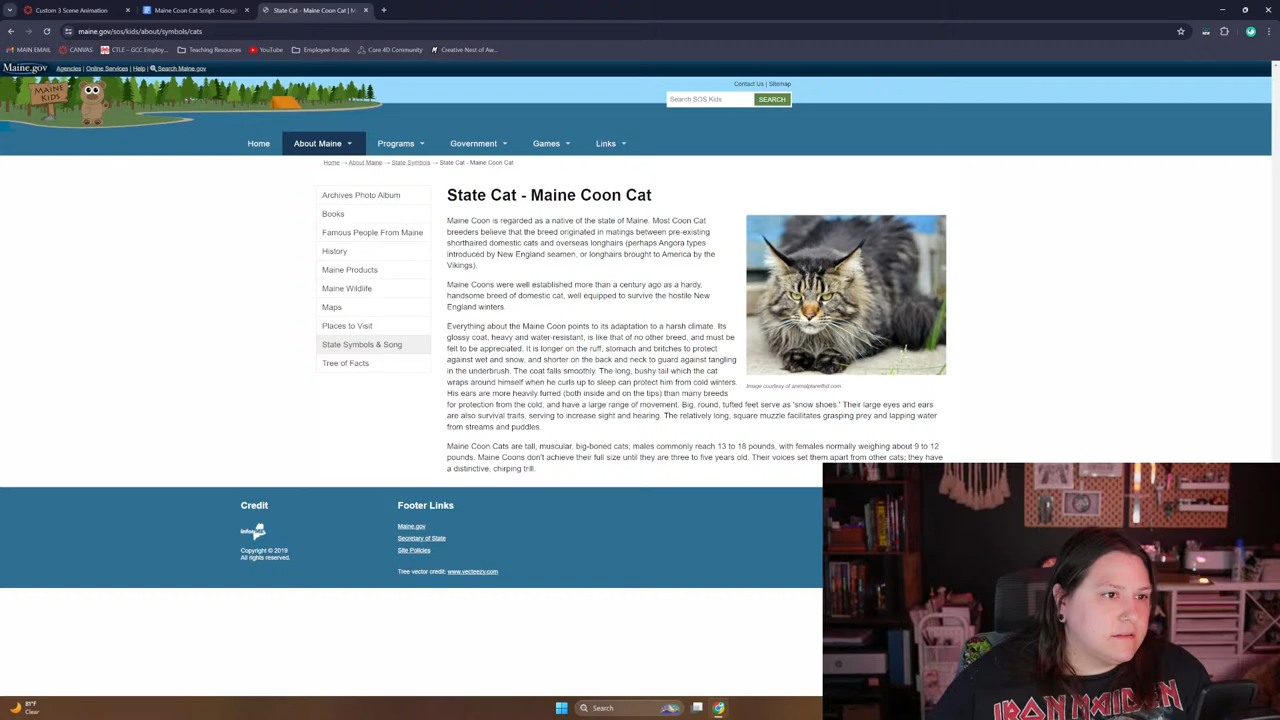 Custom 3 Scene Animation
Maine Coon Cat Script - Google
State Cat - Maine Coon Cat | M
maine.gov/sos/kids/about/symbols/cats
MAIN EMAIL
CANVAS
CTLE – GCC Employ...
Teaching Resources
YouTube
Employee Portals
Core 4D Community
Creative Nest of Aw...
Maine.gov
Agencies | Online Services | Help | Search Maine.gov
MAINE KIDS
Contact Us | Sitemap
Search SOS Kids
SEARCH
Home
About Maine
Programs
Government
Games
Links
Home → About Maine → State Symbols → State Cat - Maine Coon Cat
Archives Photo Album
Books
Famous People From Maine
History
Maine Products
Maine Wildlife
Maps
Places to Visit
State Symbols & Song
Tree of Facts
State Cat - Maine Coon Cat
Maine Coon is regarded as a native of the state of Maine. Most Coon Cat
breeders believe that the breed originated in matings between pre-existing
shorthaired domestic cats and overseas longhairs (perhaps Angora types
introduced by New England seamen, or longhairs brought to America by the
Vikings).
Maine Coons were well established more than a century ago as a hardy,
handsome breed of domestic cat, well equipped to survive the hostile New
England winters.
Everything about the Maine Coon points to its adaptation to a harsh climate. Its
glossy coat, heavy and water-resistant, is like that of no other breed, and must
be felt to be appreciated. It is longer on the ruff, stomach and britches to protect
against wet and snow, and shorter on the back and neck to guard against tangling
in the underbrush. The coat falls smoothly. The long, bushy tail which the cat
wraps around himself when he curls up to sleep can protect him from cold winters.
His ears are more heavily furred (both inside and on the tips) than many breeds
for protection from the cold, and have a large range of movement. Big, round, tufted feet serve as 'snow shoes.' Their large eyes and ears
are also survival traits, serving to increase sight and hearing. The relatively long, square muzzle facilitates grasping prey and lapping water
from streams and puddles.
Image courtesy of animalplanethd.com
Maine Coon Cats are tall, muscular, big-boned cats; males commonly reach 13 to 18 pounds, with females normally weighing about 9 to 12
pounds. Maine Coons don't achieve their full size until they are three to five years old. Their voices set them apart from other cats; they have
a distinctive, chirping trill.
Credit
Copyright © 2019
All rights reserved.
Footer Links
Maine.gov
Secretary of State
Site Policies
Tree vector credit: www.vecteezy.com
IRON MAIDEN
81°F
Clear
Search